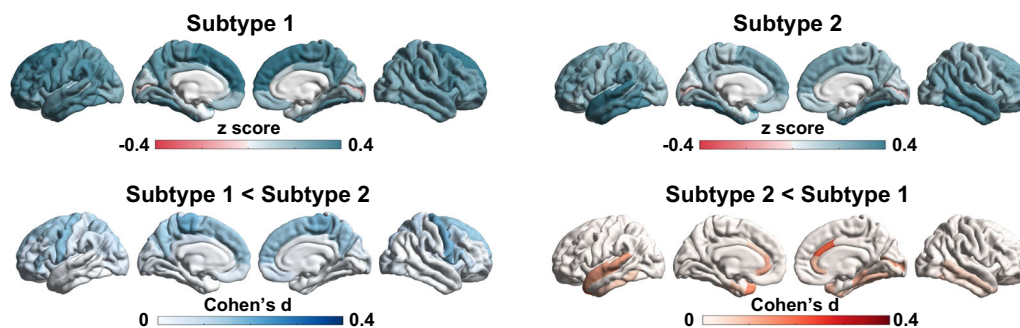 Subtype 1
Subtype 2
z score
-0.4 0.4
z score
-0.4 0.4
Subtype 1 < Subtype 2
Subtype 2 < Subtype 1
Cohen's d
0 0.4
Cohen's d
0 0.4